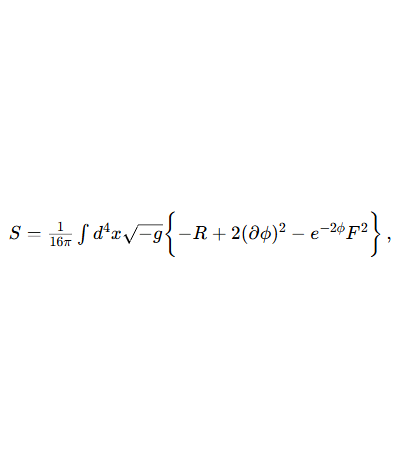 S = \frac{1}{16\pi} \int d^4x \sqrt{-g} \left\{ -R + 2(\partial\phi)^2 - e^{-2\phi} F^2 \right\},